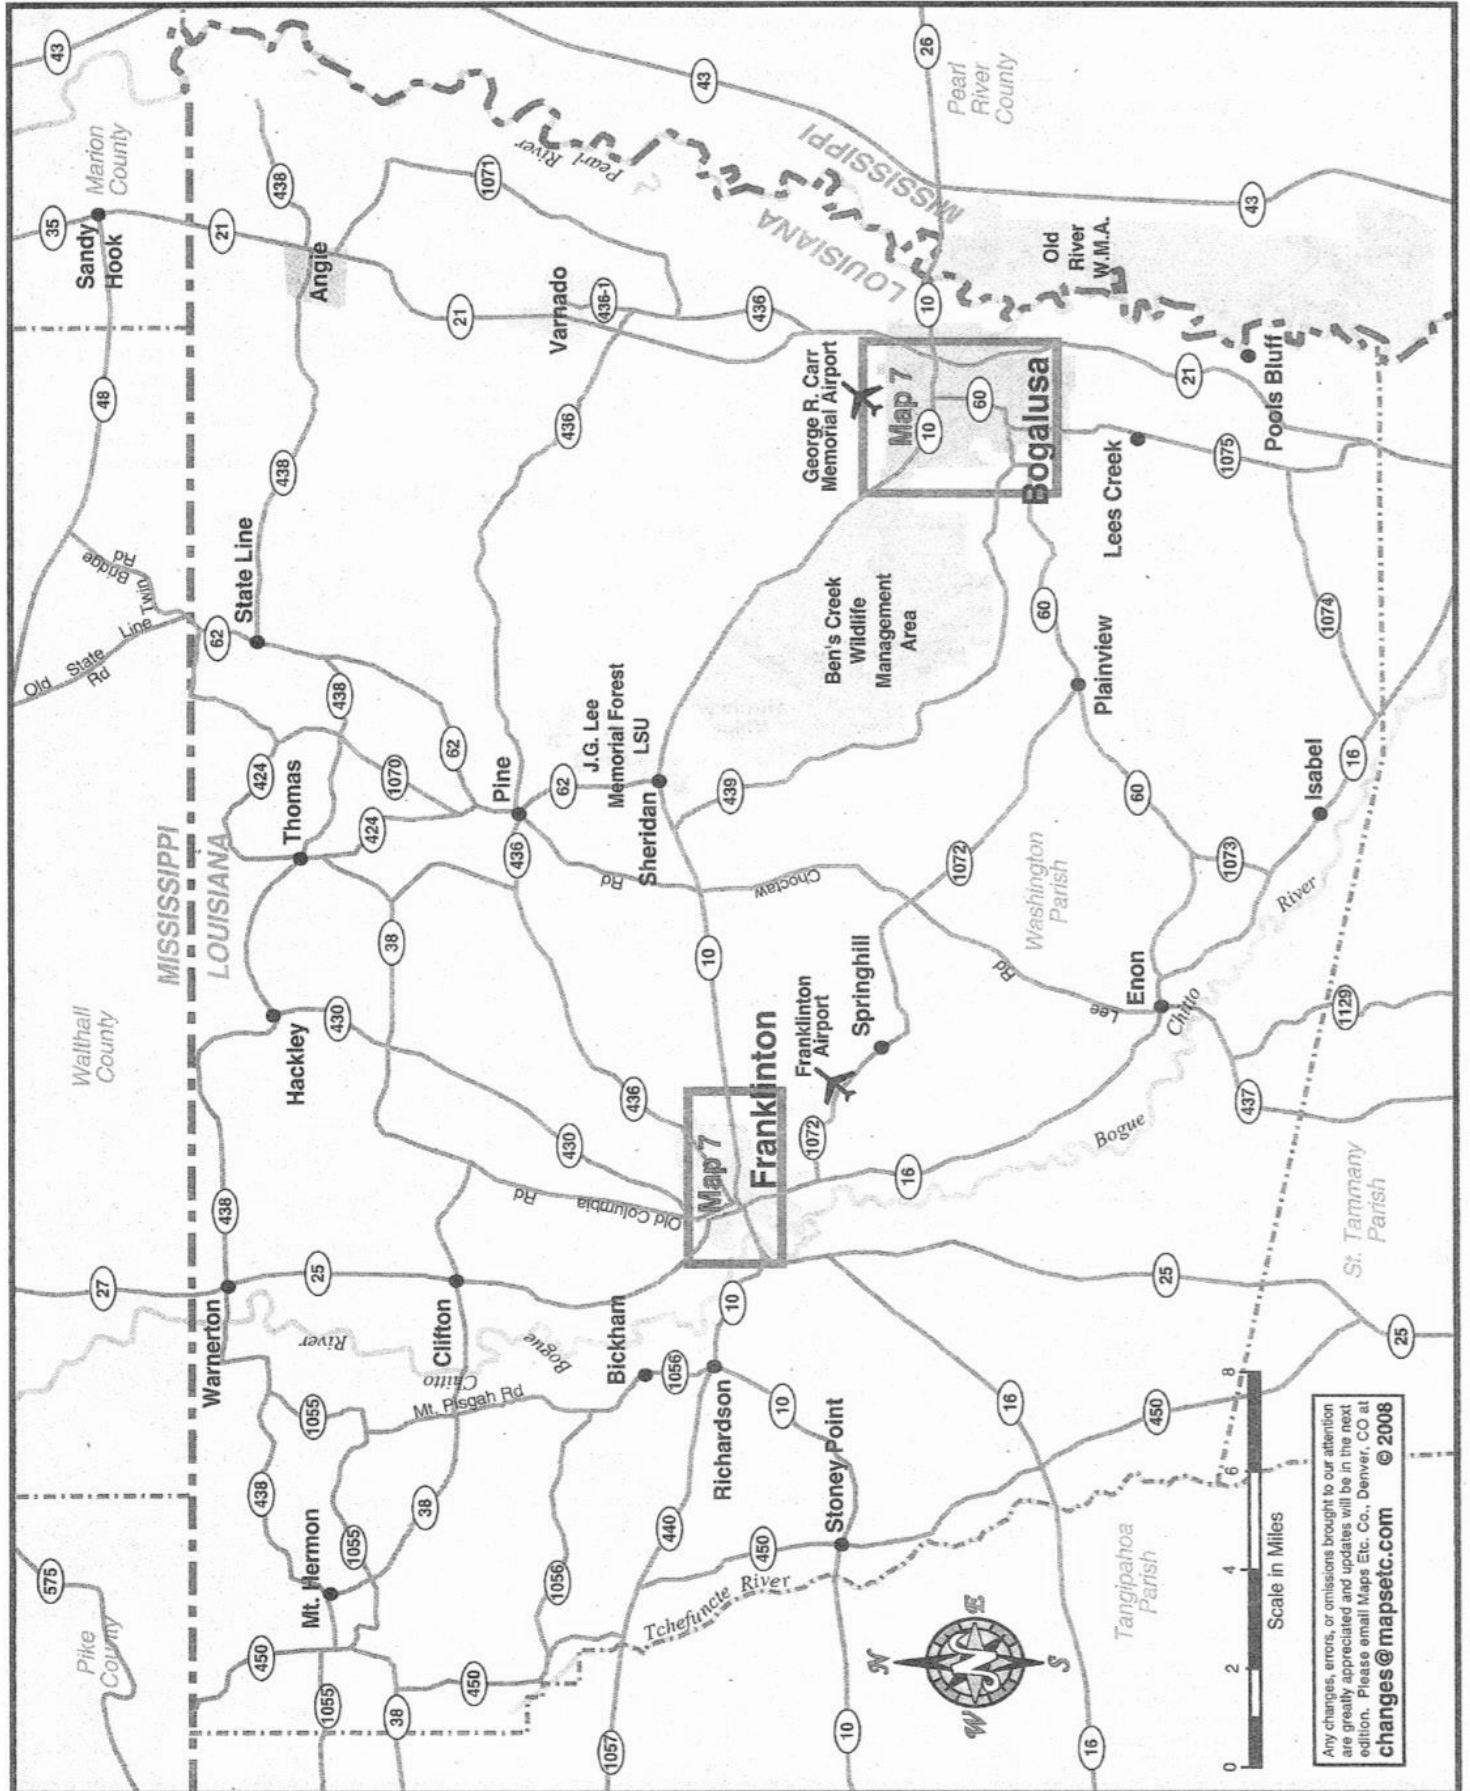 575
27
35
43
Old State Line Rd
Twin Bridge Rd
Pike County
Walthall County
48
Sandy Hook
Marion County
MISSISSIPPI
LOUISIANA
450
Warnerton
438
62
21
State Line
438
424
438
438
Hackley
Thomas
1055
Mt. Hermon
1055
River
25
430
438
Angie
1055
38
38
424
1070
38
Clifton
Chitto
Mt. Pisgah Rd
62
21
1071
450
Pine
436
Old Columbia Rd
Bogue
River
Pearl
1056
Bickham
430
62
436
Varnado
436-1
1057
436
J.G. Lee Memorial Forest LSU
Sheridan
Rd
440
1056
Tchefuncte River
Richardson
Map 7
Franklinton
10
10
43
450
10
439
436
Choctaw
LOUISIANA
MISSISSIPPI
Stoney Point
1072
Franklinton Airport
Springhill
George R. Carr
Memorial Airport
Ben's Creek
Wildlife
Management
Area
10
16
1072
Map 7
10
10
26
W
N
E
S
NS
60
Pearl River County
16
Rd
Lee
Washington Parish
60
Bogalusa
Old River W.M.A.
16
Bogue
Plainview
Lees Creek
Tangipahoa Parish
450
25
Enon
60
Chitto
21
437
1073
1075
Pools Bluff
43
River
Isabel
1074
1129
16
St. Tammany Parish
25
0
2
4
6
8
Scale in Miles
Any changes, errors, or omissions brought to our attention
are greatly appreciated and updates will be in the next
edition. Please email Maps Etc. Co., Denver, CO at
changes@mapsetc.com © 2008